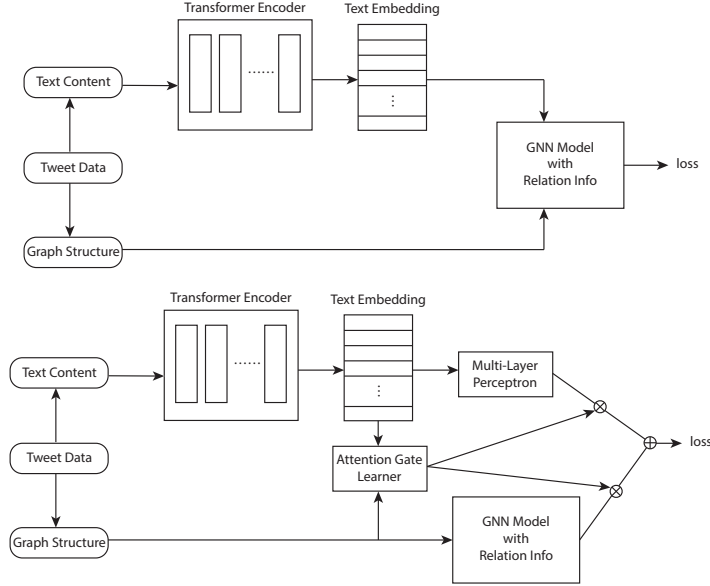 Transformer Encoder
Text Embedding
Text Content
......
⋮
Tweet Data
GNN Model
with
Relation Info
loss
Graph Structure
Transformer Encoder
Text Embedding
Text Content
......
⋮
Multi-Layer
Perceptron
Tweet Data
Attention Gate
Learner
loss
Graph Structure
GNN Model
with
Relation Info